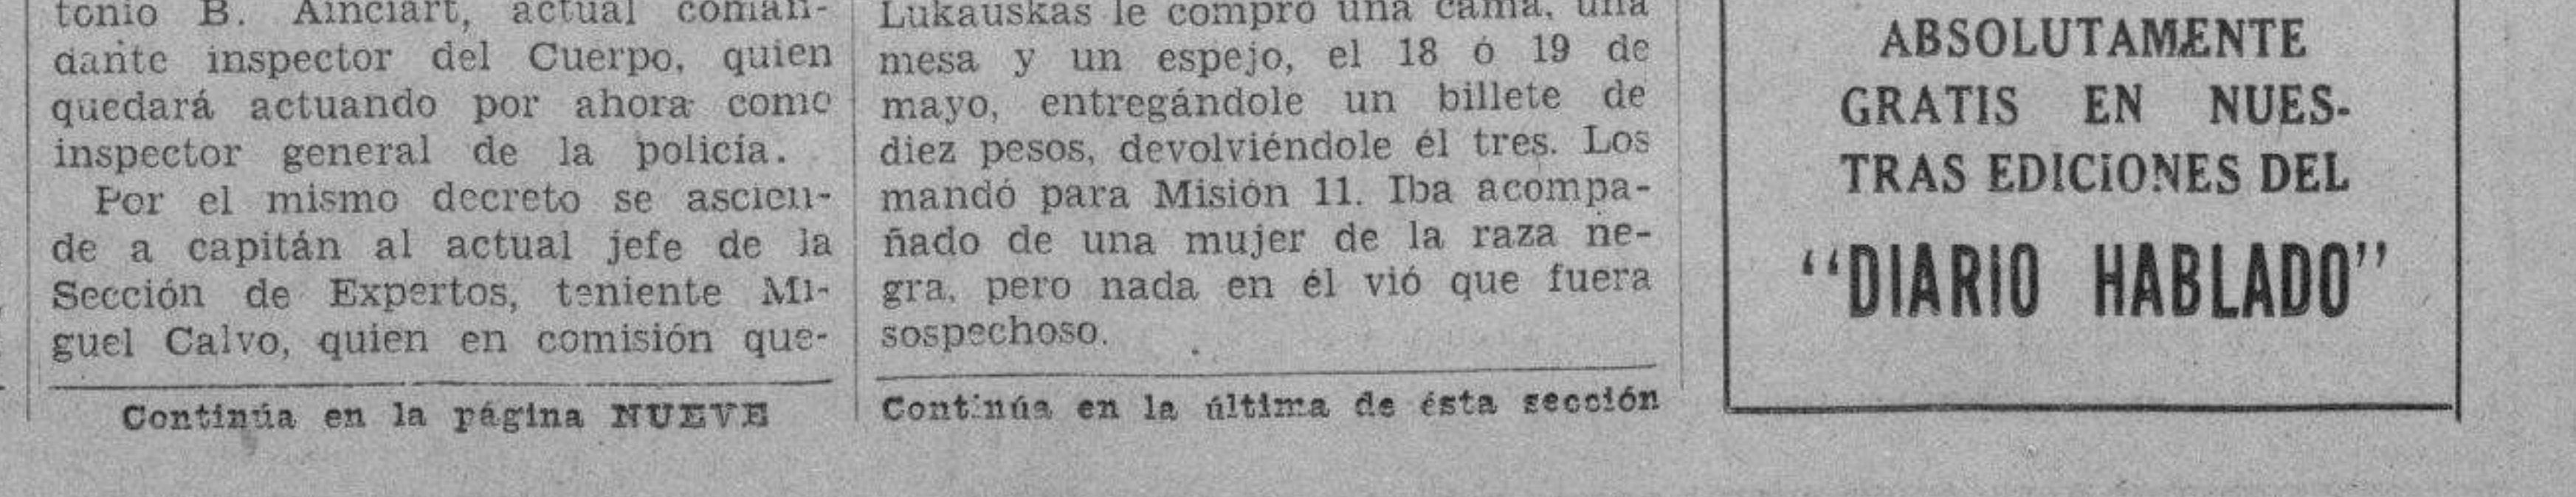 tonio B. Ainciart, actual coman-
dante inspector del Cuerpo, quien
quedará actuando por ahora como
inspector general de la policía.
Por el mismo decreto se ascien-
de a capitán al actual jefe de la
Sección de Expertos, teniente Mi-
guel Calvo, quien en comisión que-
Continúa en la página NUEVE
Lukauskas le compró una cama, una
mesa y un espejo, el 18 ó 19 de
mayo, entregándole un billete de
diez pesos, devolviéndole él tres. Los
mandó para Misión 11. Iba acompa-
ñado de una mujer de la raza ne-
gra, pero nada en él vió que fuera
sospechoso.
Continúa en la última de ésta sección
ABSOLUTAMENTE
GRATIS EN NUES-
TRAS EDICIONES DEL
“DIARIO HABLADO”